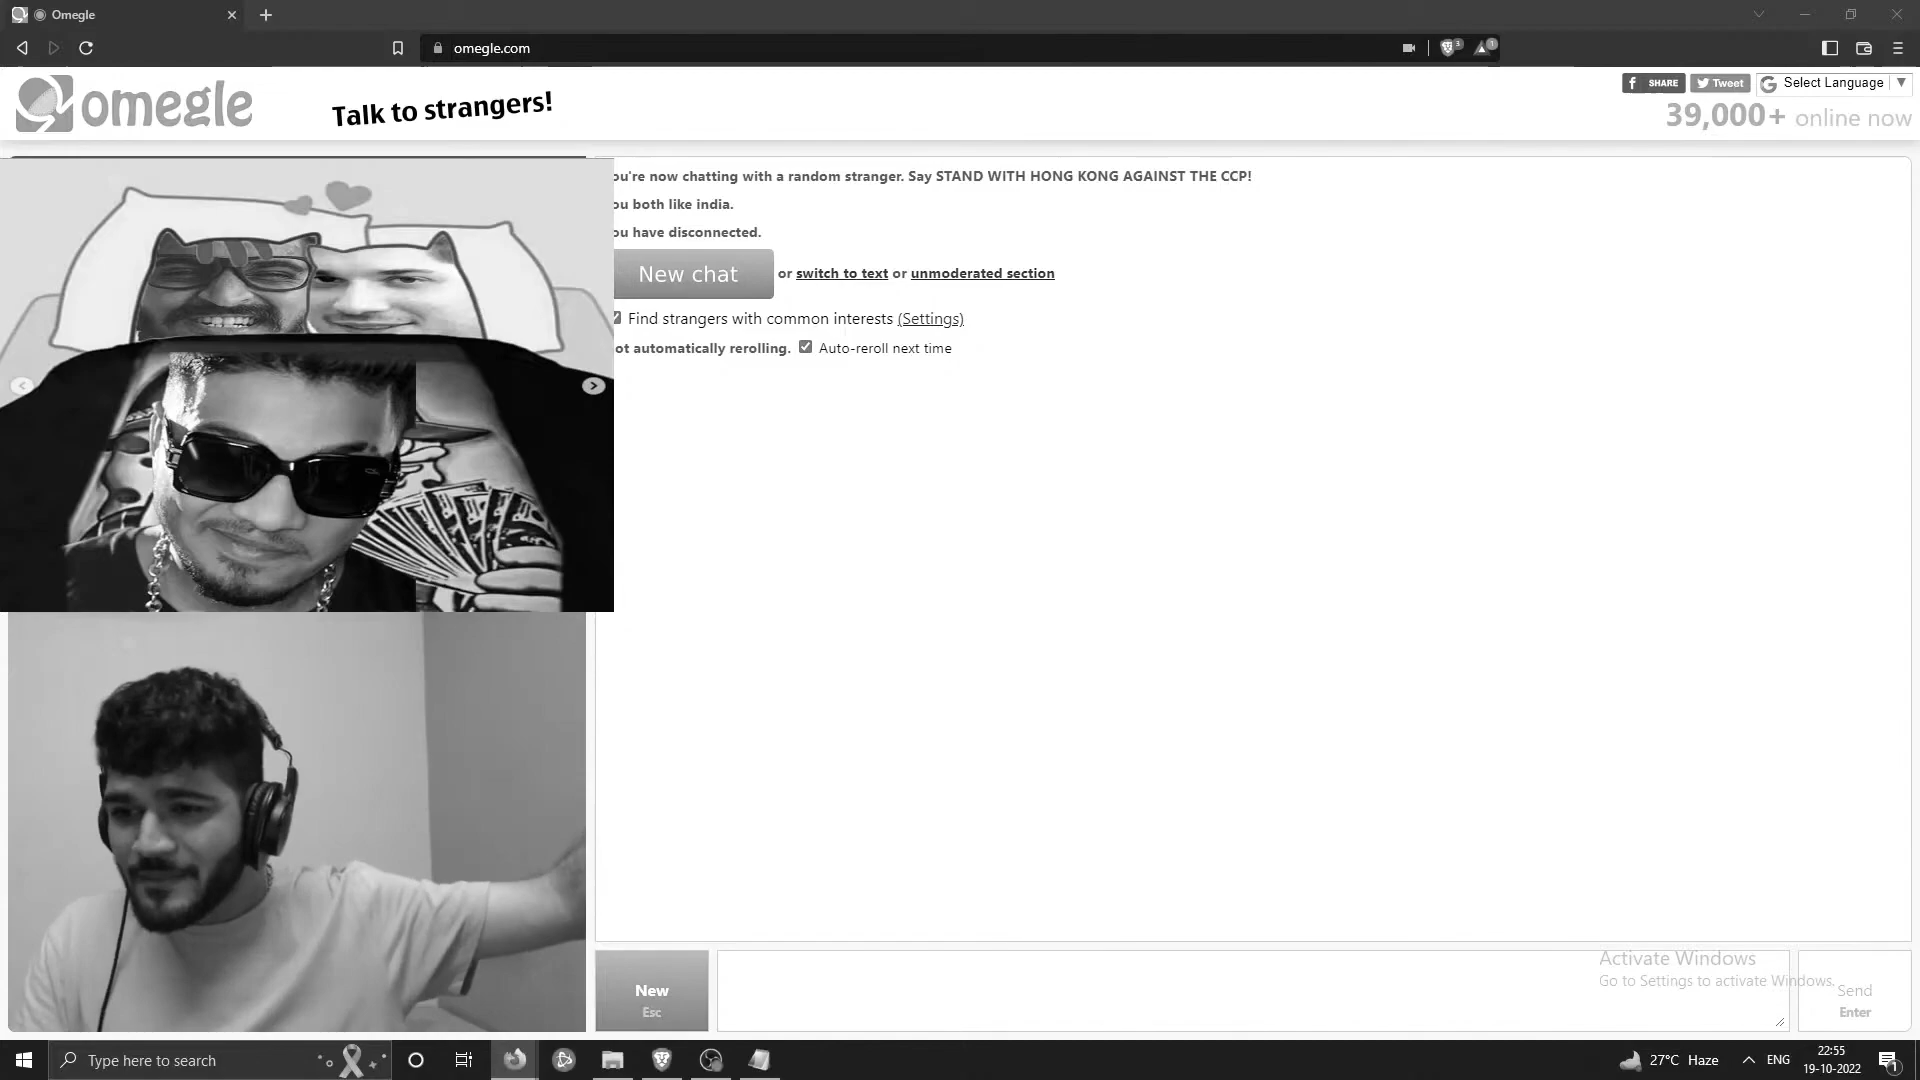 Omegle
omegle.com
3
1
omegle
Talk to strangers!
SHARE
Tweet
Select Language
39,000+ online now
ou're now chatting with a random stranger. Say STAND WITH HONG KONG AGAINST THE CCP!
ou both like india.
ou have disconnected.
New chat or switch to text or unmoderated section
Find strangers with common interests (Settings)
ot automatically rerolling. Auto-reroll next time
New
Esc
Activate Windows
Go to Settings to activate Windows.
Send
Enter
Type here to search
27°C Haze
ENG
22:55
19-10-2022
1